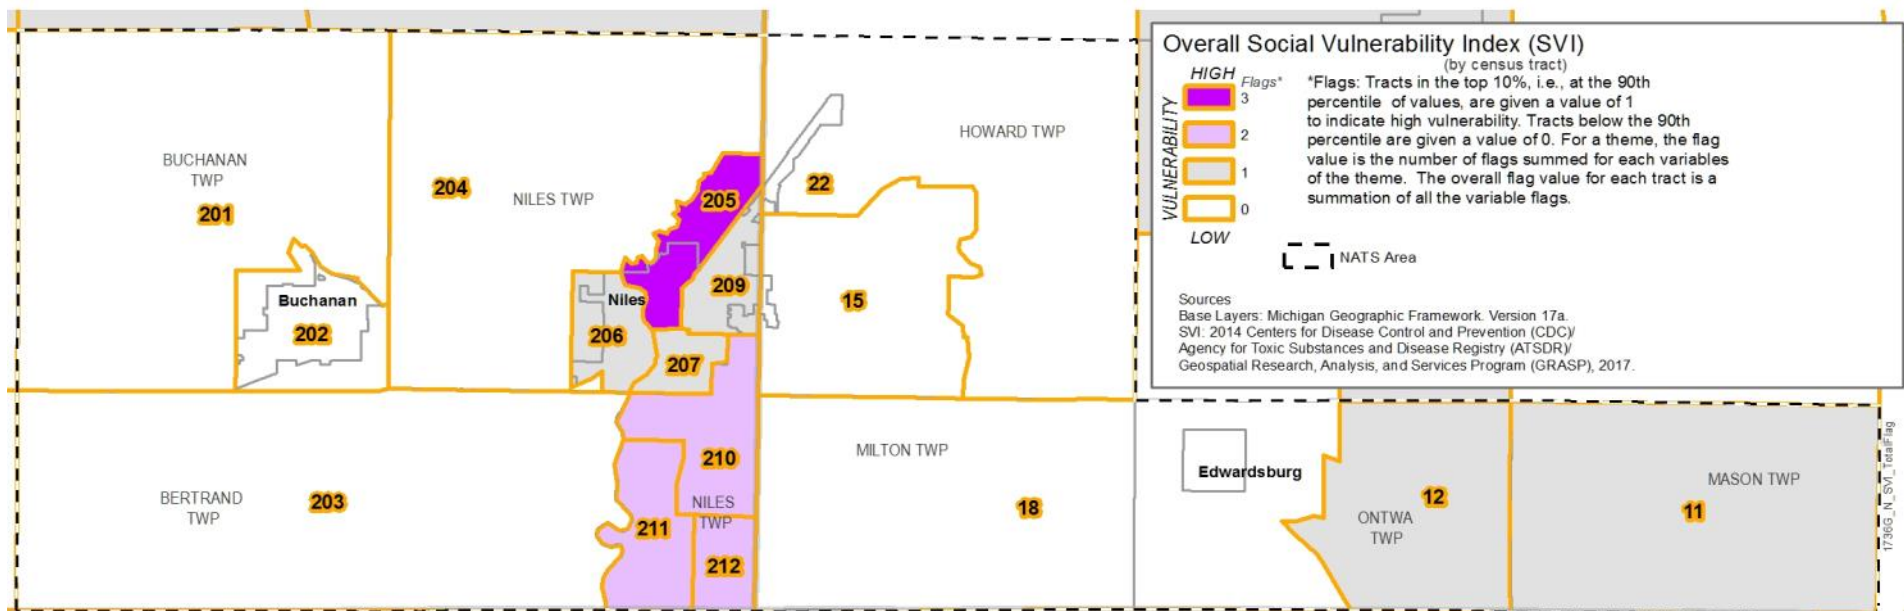 Overall Social Vulnerability Index (SVI)
(by census tract)
HIGH
Flags*
3
2
1
0
VULNERABILITY
LOW
*Flags: Tracts in the top 10%, i.e., at the 90th
percentile of values, are given a value of 1
to indicate high vulnerability. Tracts below the 90th
percentile are given a value of 0. For a theme, the flag
value is the number of flags summed for each variables
of the theme. The overall flag value for each tract is a
summation of all the variable flags.
NATS Area
Sources
Base Layers: Michigan Geographic Framework. Version 17a.
SVI: 2014 Centers for Disease Control and Prevention (CDC)/
Agency for Toxic Substances and Disease Registry (ATSDR)/
Geospatial Research, Analysis, and Services Program (GRASP), 2017.
BUCHANAN
TWP
201
204
NILES TWP
205
22
HOWARD TWP
Buchanan
202
Niles
206
209
207
15
BERTRAND
TWP
203
210
211
NILES
TWP
212
MILTON TWP
18
Edwardsburg
12
ONTWA
TWP
MASON TWP
11
1736G_N_SVI_TotalFlag